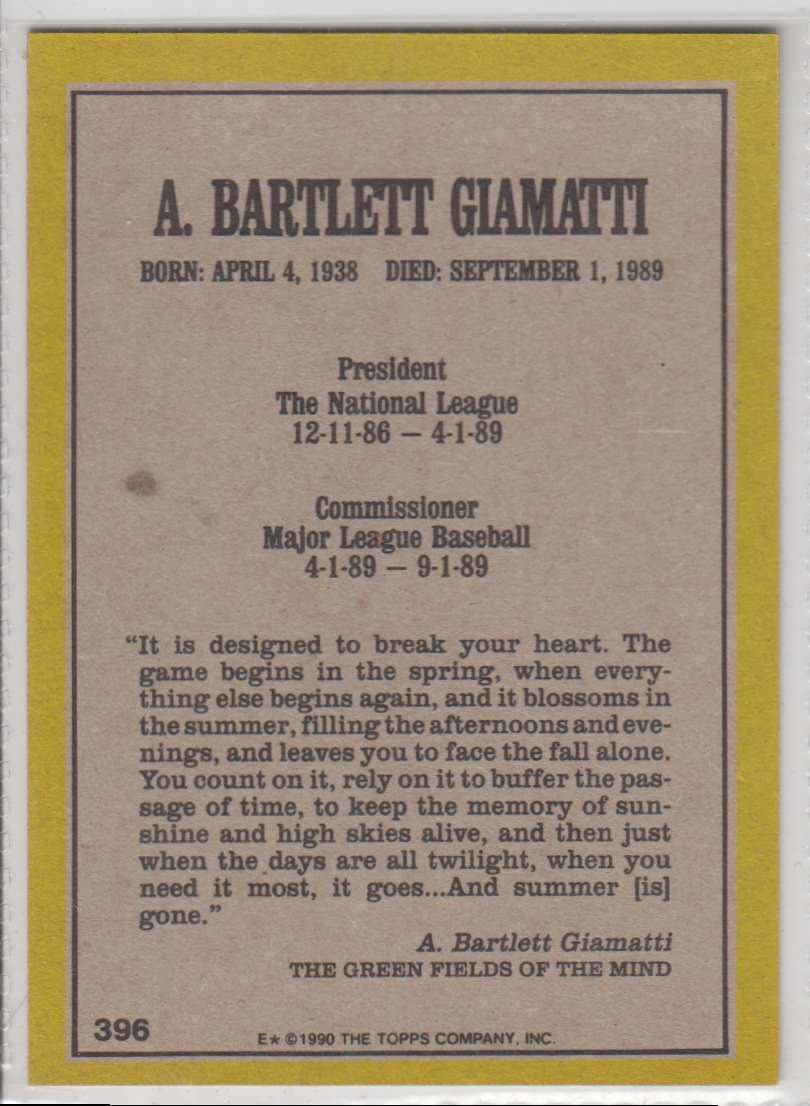 A. BARTLETT GIAMATTI
BORN: APRIL 4, 1938 DIED: SEPTEMBER 1, 1989
President
The National League
12-11-86 — 4-1-89
Commissioner
Major League Baseball
4-1-89 — 9-1-89
“It is designed to break your heart. The
game begins in the spring, when every-
thing else begins again, and it blossoms in
the summer, filling the afternoons and eve-
nings, and leaves you to face the fall alone.
You count on it, rely on it to buffer the pas-
sage of time, to keep the memory of sun-
shine and high skies alive, and then just
when the days are all twilight, when you
need it most, it goes...And summer [is]
gone.”
A. Bartlett Giamatti
THE GREEN FIELDS OF THE MIND
396
E★ ©1990 THE TOPPS COMPANY, INC.